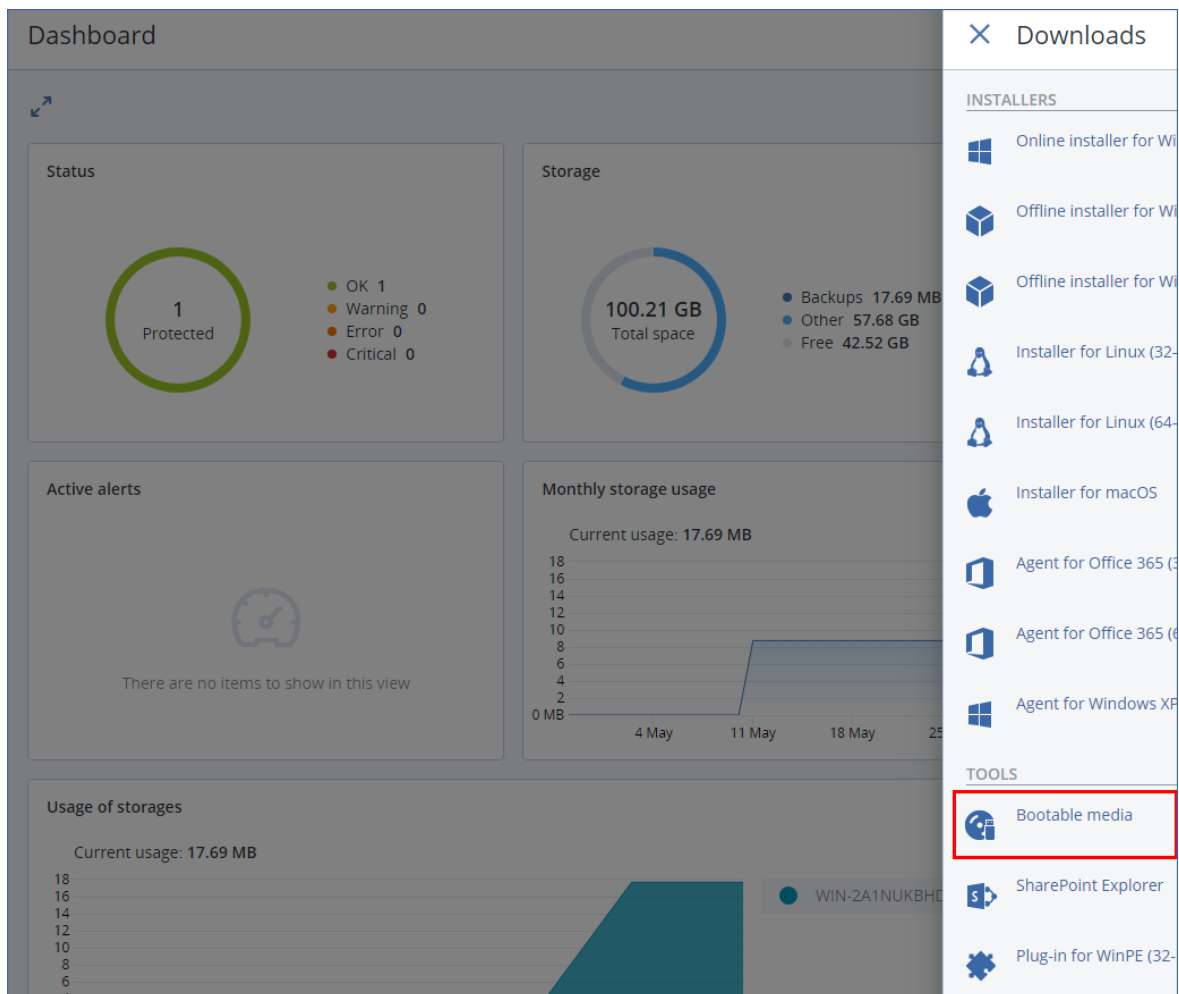 Dashboard
Status
1
Protected
OK 1
Warning 0
Error 0
Critical 0
Storage
100.21 GB
Total space
Backups 17.69 MB
Other 57.68 GB
Free 42.52 GB
Active alerts
There are no items to show in this view
Monthly storage usage
Current usage: 17.69 MB
18
16
14
12
10
8
6
4
2
0 MB
4 May 11 May 18 May 25
Usage of storages
Current usage: 17.69 MB
18
16
14
12
10
8
6
WIN-2A1NUKBHD
Downloads
INSTALLERS
Online installer for Wi
Offline installer for Wi
Offline installer for Wi
Installer for Linux (32-
Installer for Linux (64-
Installer for macOS
Agent for Office 365 (3
Agent for Office 365 (6
Agent for Windows XP
TOOLS
Bootable media
SharePoint Explorer
Plug-in for WinPE (32-